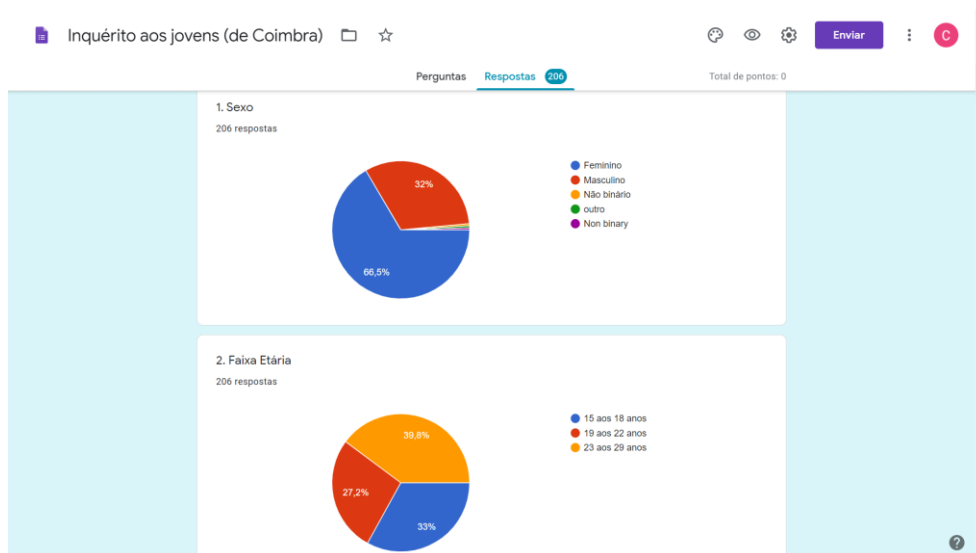 Inquérito aos jovens (de Coimbra)
Enviar
C
Perguntas Respostas 206
Total de pontos: 0
1. Sexo
206 respostas
32%
66,5%
Feminino
Masculino
Não binário
outro
Non binary
2. Faixa Etária
206 respostas
39,8%
27,2%
33%
15 aos 18 anos
19 aos 22 anos
23 aos 29 anos
?